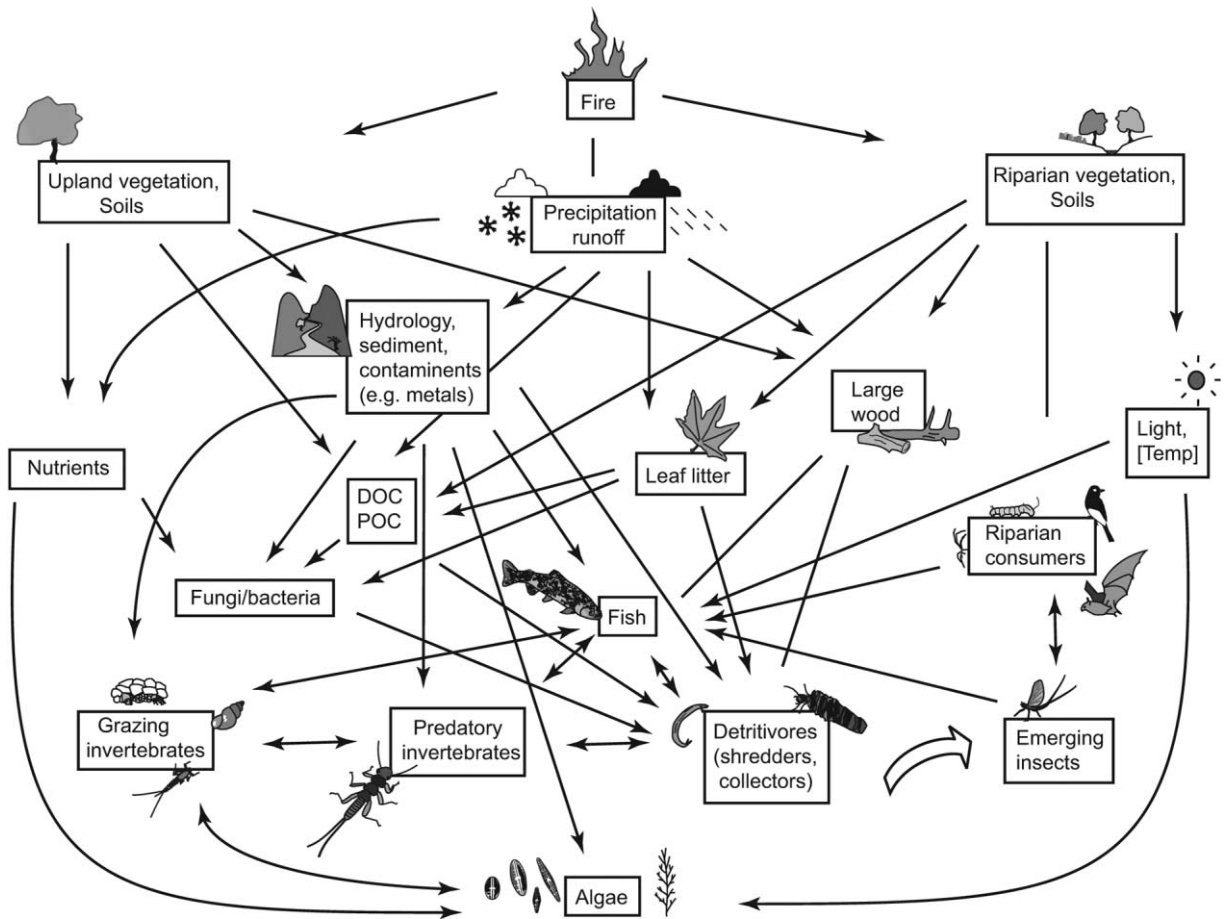 Fire
Upland vegetation,
Soils
Precipitation
runoff
Riparian vegetation,
Soils
Hydrology,
sediment,
contaminents
(e.g. metals)
Large
wood
Light,
[Temp]
Nutrients
Leaf litter
DOC
POC
Riparian
consumers
Fungi/bacteria
Fish
Grazing
invertebrates
Predatory
invertebrates
Detritivores
(shredders,
collectors)
Emerging
insects
Algae